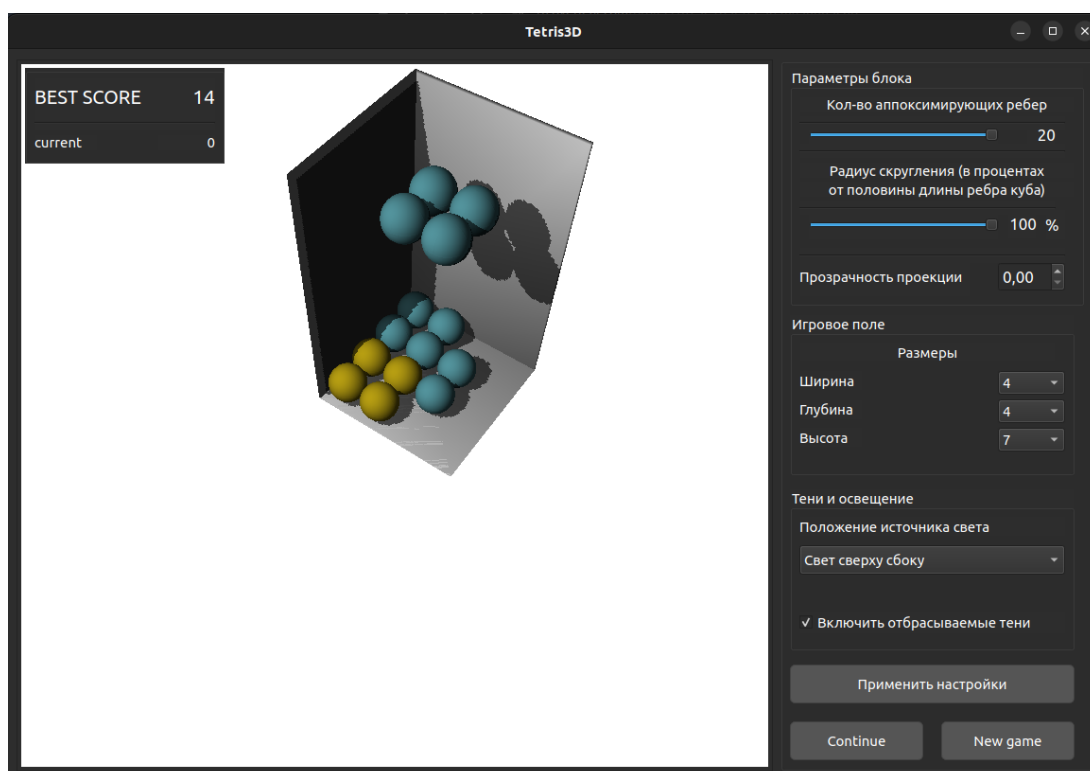 Tetris3D
BEST SCORE 14
current 0
Параметры блока
Кол-во аппоксимирующих ребер
20
Радиус скругления (в процентах
от половины длины ребра куба)
100 %
Прозрачность проекции 0,00
Игровое поле
Размеры
Ширина 4
Глубина 4
Высота 7
Тени и освещение
Положение источника света
Свет сверху сбоку
Включить отбрасываемые тени
Применить настройки
Continue New game